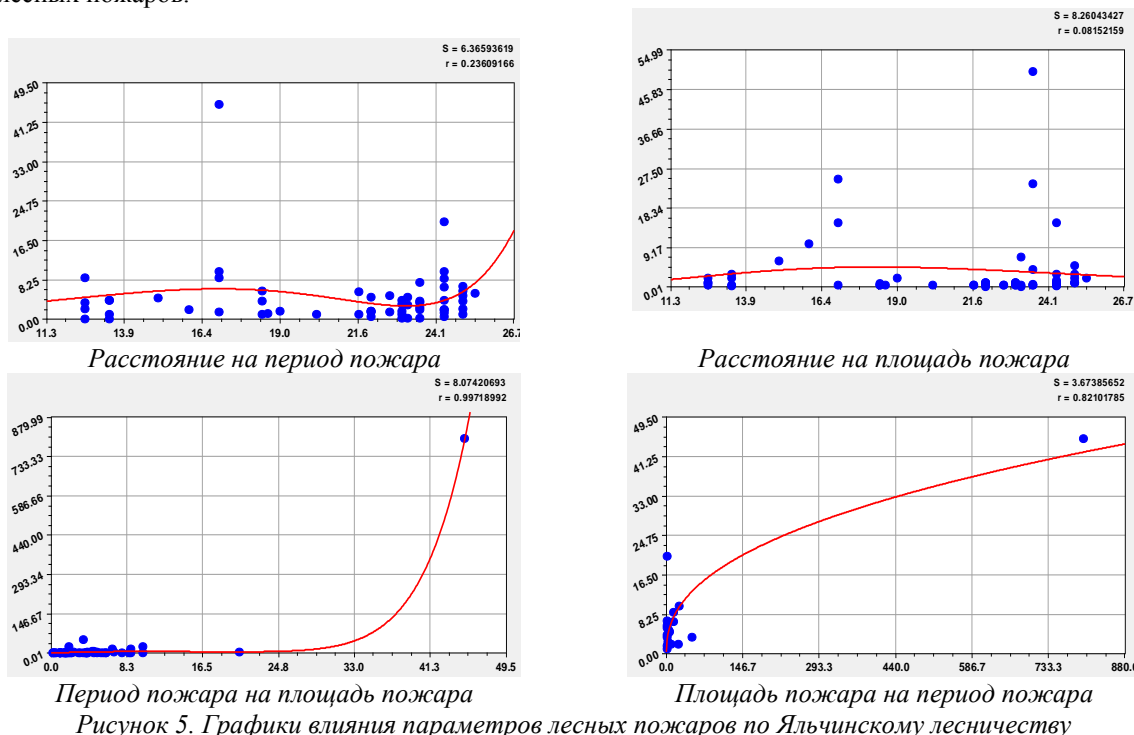 лесных пожаров.
S = 6.36593619
r = 0.23609166
49.50
41.25
33.00
24.75
16.50
8.25
0.00
11.3 13.9 16.4 19.0 21.6 24.1 26.7
Расстояние на период пожара
S = 8.26043427
r = 0.08152159
54.99
45.83
36.66
27.50
18.34
9.17
0.01
11.3 13.9 16.4 19.0 21.6 24.1 26.7
Расстояние на площадь пожара
S = 8.07420693
r = 0.99718992
879.99
733.33
586.66
440.00
293.34
146.67
0.01
0.0 8.3 16.5 24.8 33.0 41.3 49.5
Период пожара на площадь пожара
S = 3.67385652
r = 0.82101785
49.50
41.25
33.00
24.75
16.50
8.25
0.00
0.0 146.7 293.3 440.0 586.7 733.3 880.0
Площадь пожара на период пожара
Рисунок 5. Графики влияния параметров лесных пожаров по Яльчинскому лесничеству